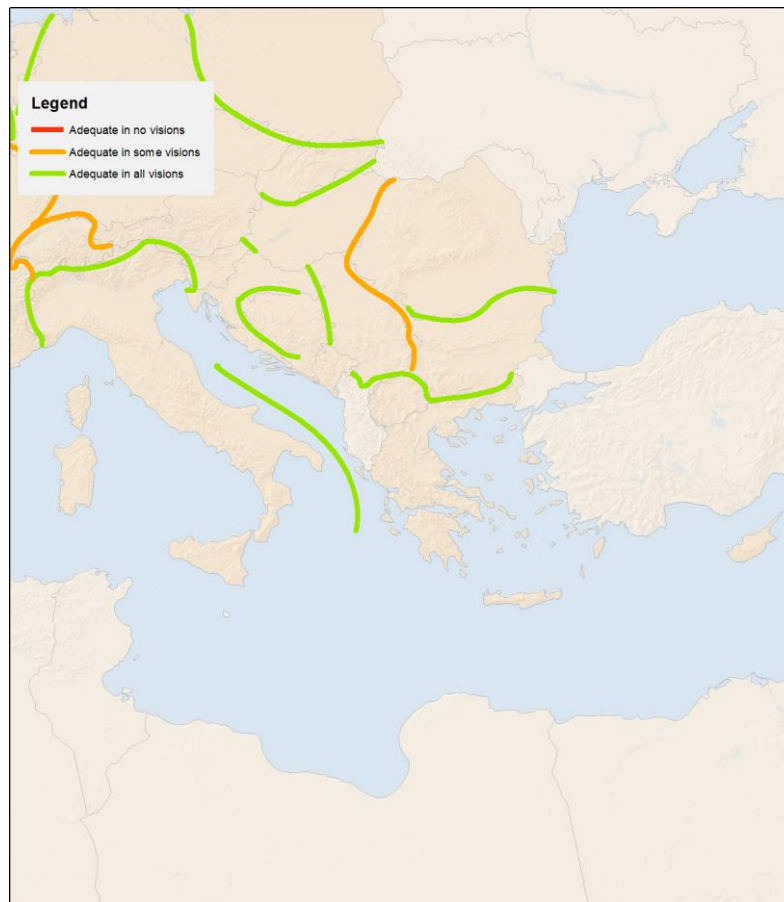 Legend
Adequate in no visions
Adequate in some visions
Adequate in all visions